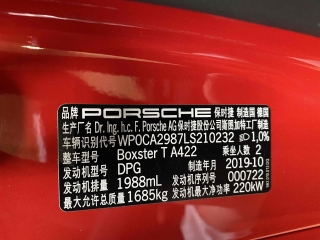 品牌 PORSCHE 保时捷 制造国 德国
生产厂名 Dr. Ing. h.c. F. Porsche AG 保时捷股份公司斯图加特工厂制造
车辆识别代号 WP0CA2987LS210232 1,0%
整车型号 Boxster T A422 乘坐人数 2
发动机型号 DPG 制造年月 2019-10
发动机排量 1988mL 发动机序列号 000722
最大允许总质量 1685kg 发动机最大净功率 220kW